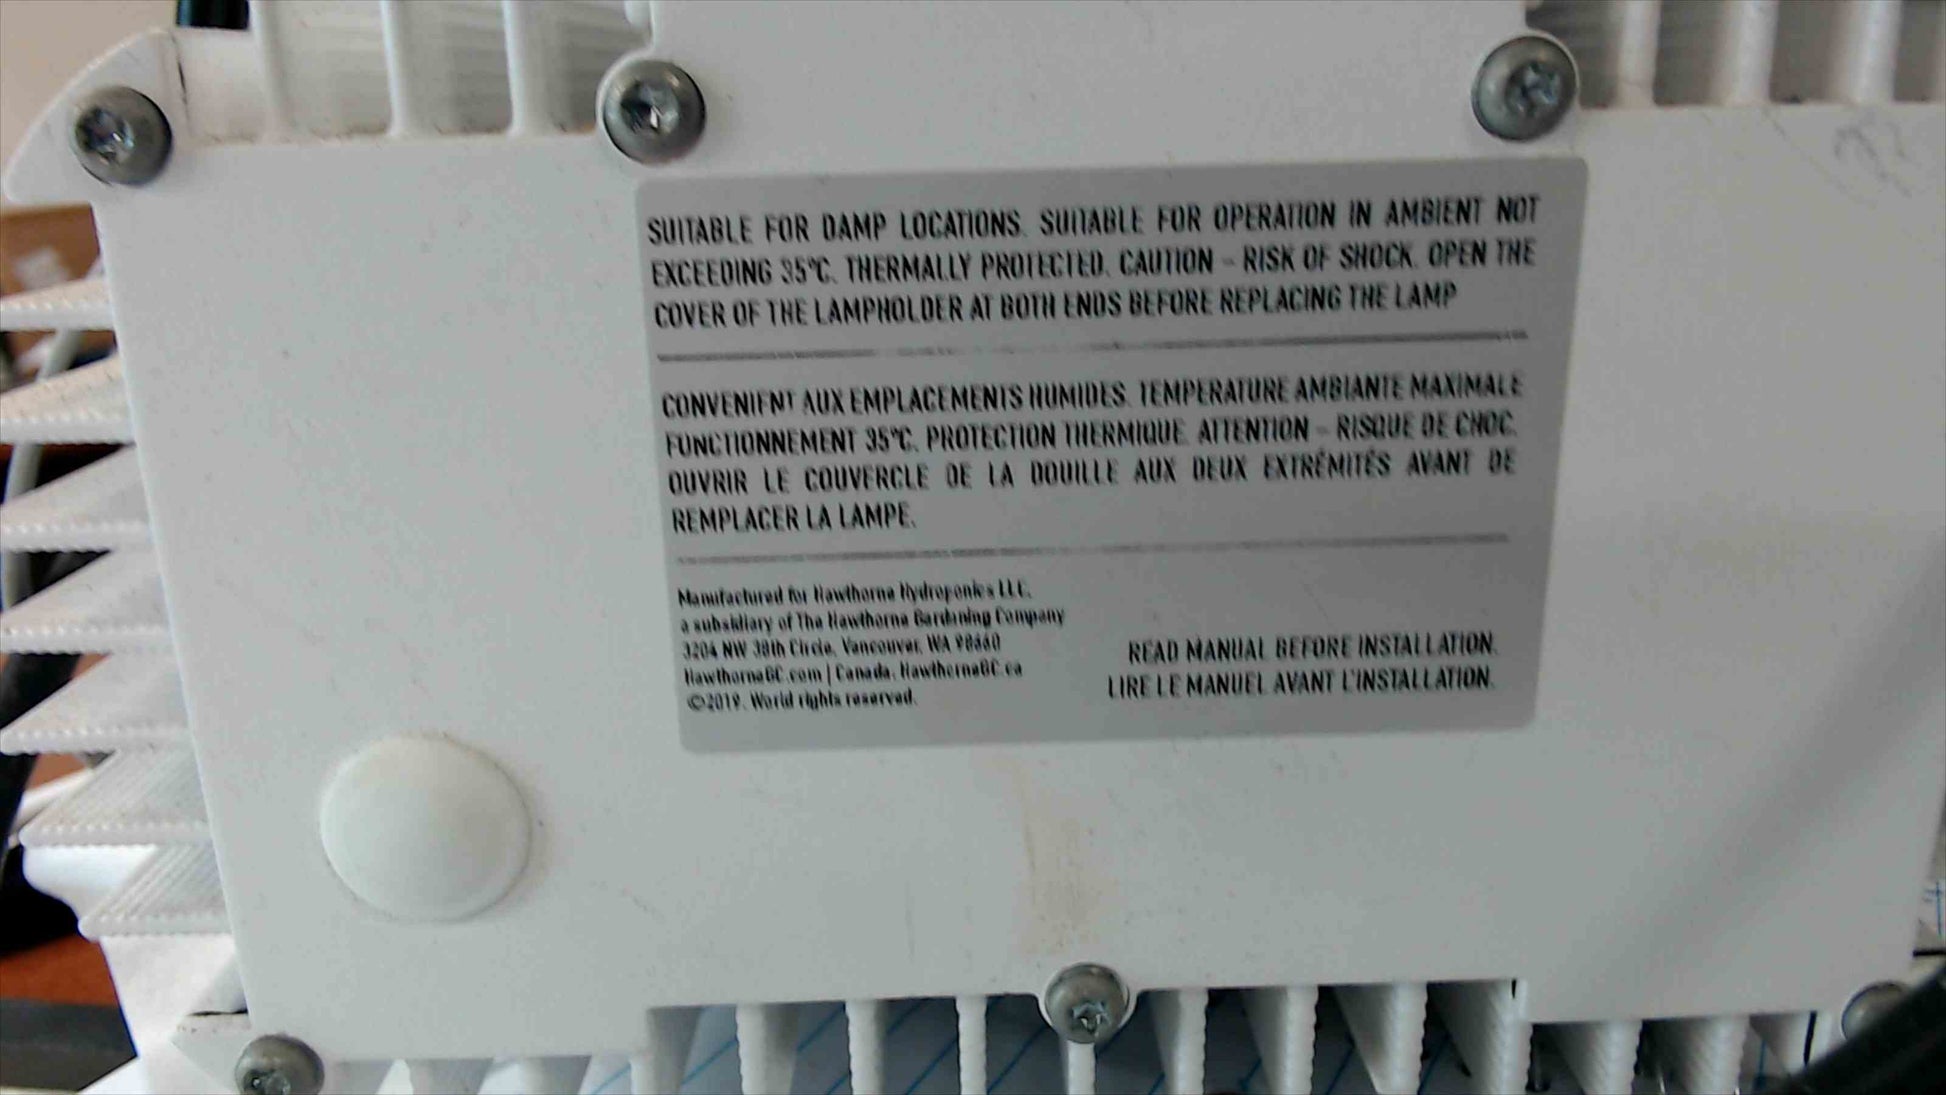 SUITABLE FOR DAMP LOCATIONS. SUITABLE FOR OPERATION IN AMBIENT NOT
EXCEEDING 35°C. THERMALLY PROTECTED. CAUTION – RISK OF SHOCK. OPEN THE
COVER OF THE LAMPHOLDER AT BOTH ENDS BEFORE REPLACING THE LAMP
CONVENIENT AUX EMPLACEMENTS HUMIDES. TEMPERATURE AMBIANTE MAXIMALE
FONCTIONNEMENT 35°C. PROTECTION THERMIQUE. ATTENTION – RISQUE DE CHOC.
OUVRIR LE COUVERCLE DE LA DOUILLE AUX DEUX EXTRÉMITÉS AVANT DE
REMPLACER LA LAMPE.
Manufactured for Hawthorne Hydroponics LLC.
a subsidiary of The Hawthorne Gardening Company
3204 NW 38th Circle, Vancouver, WA 98660
HawthorneGC.com | Canada: HawthorneGC.ca
©2019. World rights reserved.
READ MANUAL BEFORE INSTALLATION.
LIRE LE MANUEL AVANT L'INSTALLATION.